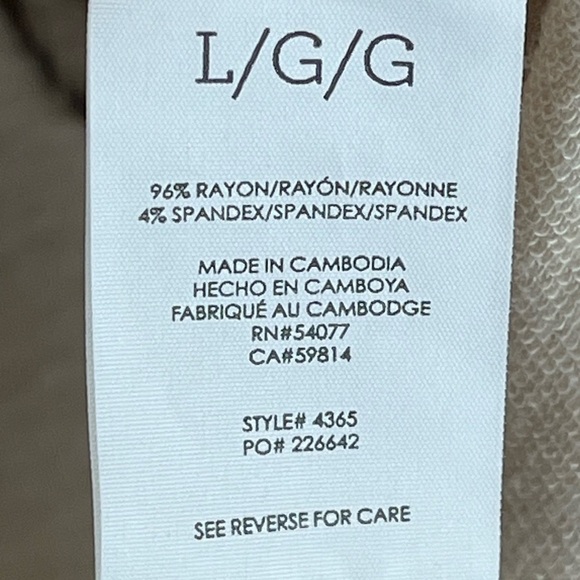 L/G/G
96% RAYON/RAYÓN/RAYONNE
4% SPANDEX/SPANDEX/SPANDEX
MADE IN CAMBODIA
HECHO EN CAMBOYA
FABRIQUÉ AU CAMBODGE
RN#54077
CA#59814
STYLE# 4365
PO# 226642
SEE REVERSE FOR CARE